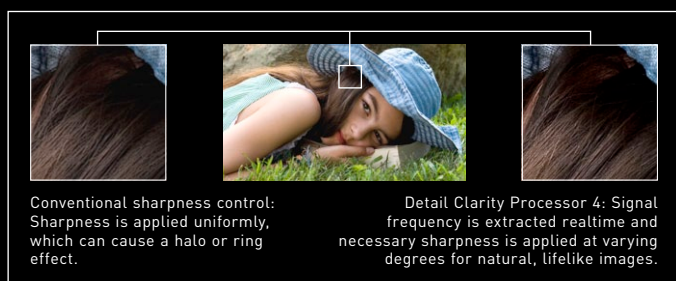 Conventional sharpness control:
Sharpness is applied uniformly,
which can cause a halo or ring
effect.
Detail Clarity Processor 4: Signal
frequency is extracted realtime and
necessary sharpness is applied at varying
degrees for natural, lifelike images.